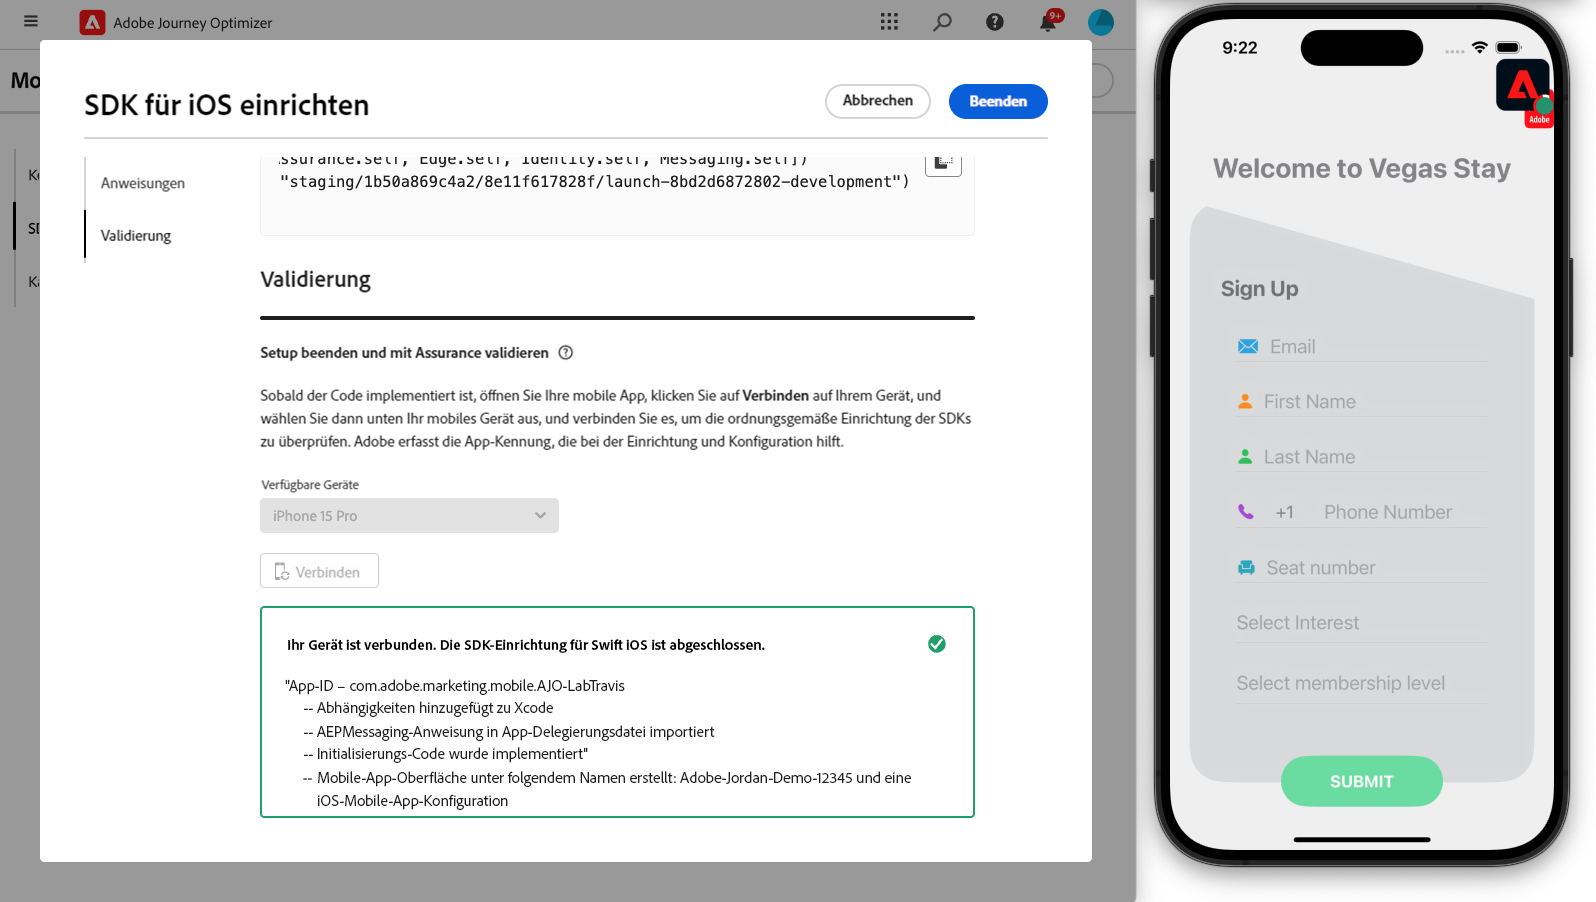 Adobe Journey Optimizer
9+
Mo
SDK für iOS einrichten
Abbrechen
Beenden
Anweisungen
Validierung
ssurance.self, Edge.self, Identity.self, Messaging.self])
"staging/1b50a869c4a2/8e11f617828f/launch-8bd2d6872802-development")
Validierung
Setup beenden und mit Assurance validieren
Sobald der Code implementiert ist, öffnen Sie Ihre mobile App, klicken Sie auf Verbinden auf Ihrem Gerät, und
wählen Sie dann unten Ihr mobiles Gerät aus, und verbinden Sie es, um die ordnungsgemäße Einrichtung der SDKs
zu überprüfen. Adobe erfasst die App-Kennung, die bei der Einrichtung und Konfiguration hilft.
Verfügbare Geräte
iPhone 15 Pro
Verbinden
Ihr Gerät ist verbunden. Die SDK-Einrichtung für Swift iOS ist abgeschlossen.
"App-ID – com.adobe.marketing.mobile.AJO-LabTravis
-- Abhängigkeiten hinzugefügt zu Xcode
-- AEPMessaging-Anweisung in App-Delegierungsdatei importiert
-- Initialisierungs-Code wurde implementiert"
-- Mobile-App-Oberfläche unter folgendem Namen erstellt: Adobe-Jordan-Demo-12345 und eine
iOS-Mobile-App-Konfiguration
9:22
Adobe
Welcome to Vegas Stay
Sign Up
Email
First Name
Last Name
+1 Phone Number
Seat number
Select Interest
Select membership level
SUBMIT